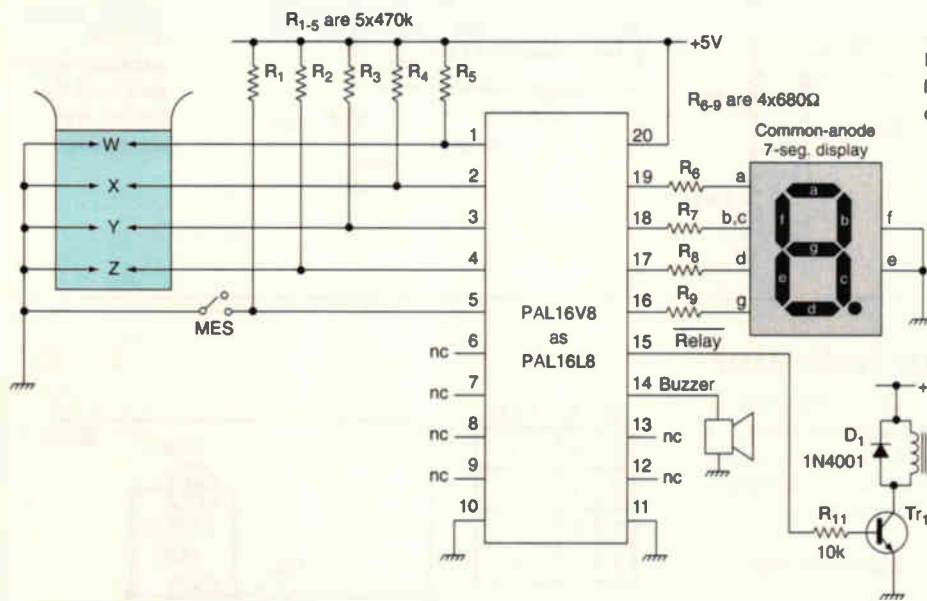 R1-5 are 5x470k
+5V
R1
R2
R3
R4
R5
R6-9 are 4x680Ω
Common-anode
7-seg. display
W
X
Y
Z
MES
1
2
3
4
5
nc 6
nc 7
nc 8
nc 9
10
PAL16V8
as
PAL16L8
20
19
18
17
16
15
14 Buzzer
13 nc
12 nc
11
R6
R7
R8
R9
Relay
a
b,c
d
g
a
f
b
g
e
c
d
f
e
+
D1
1N4001
R11
10k
Tr1